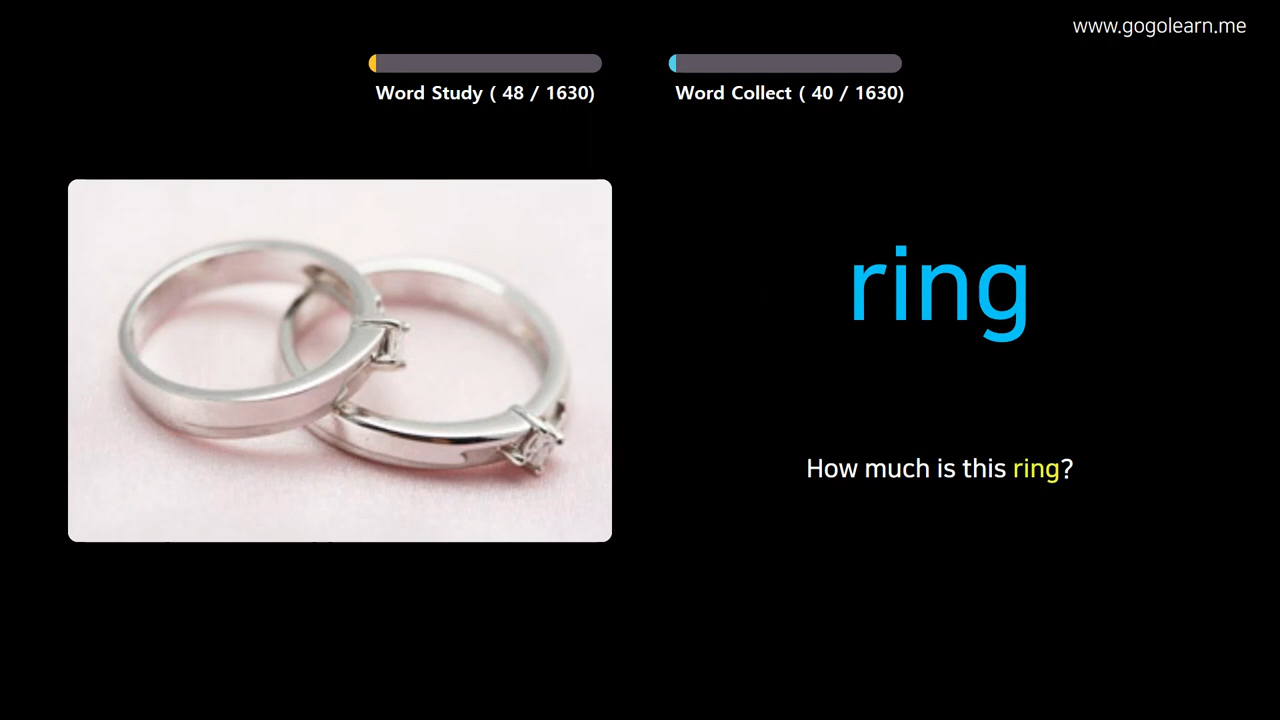 www.gogolearn.me
Word Study ( 48 / 1630)
Word Collect ( 40 / 1630)
ring
How much is this ring?